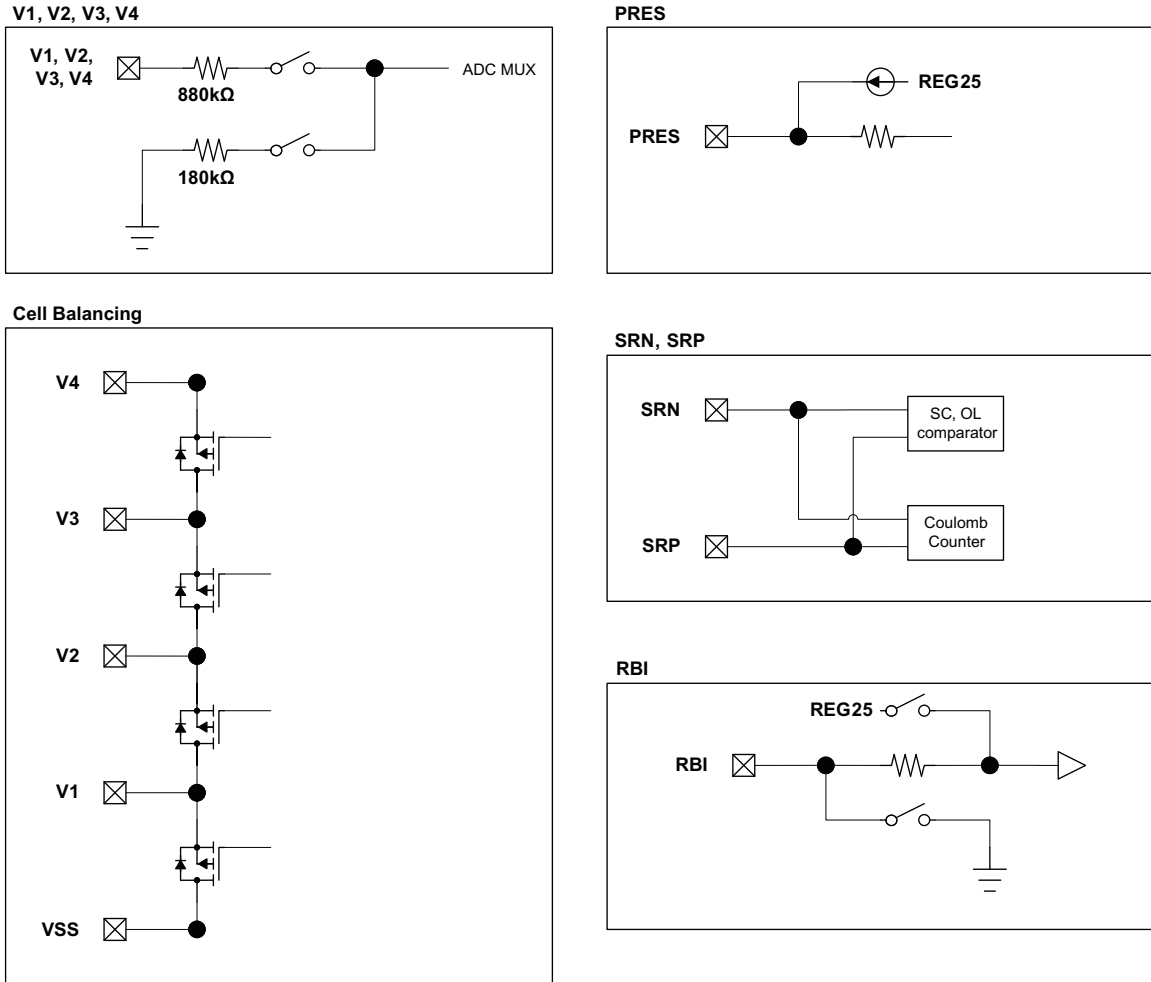 V1, V2, V3, V4
V1, V2,
V3, V4
880kΩ
ADC MUX
180kΩ
PRES
REG25
PRES
Cell Balancing
V4
V3
V2
V1
VSS
SRN, SRP
SRN
SC, OL
comparator
SRP
Coulomb
Counter
RBI
REG25
RBI